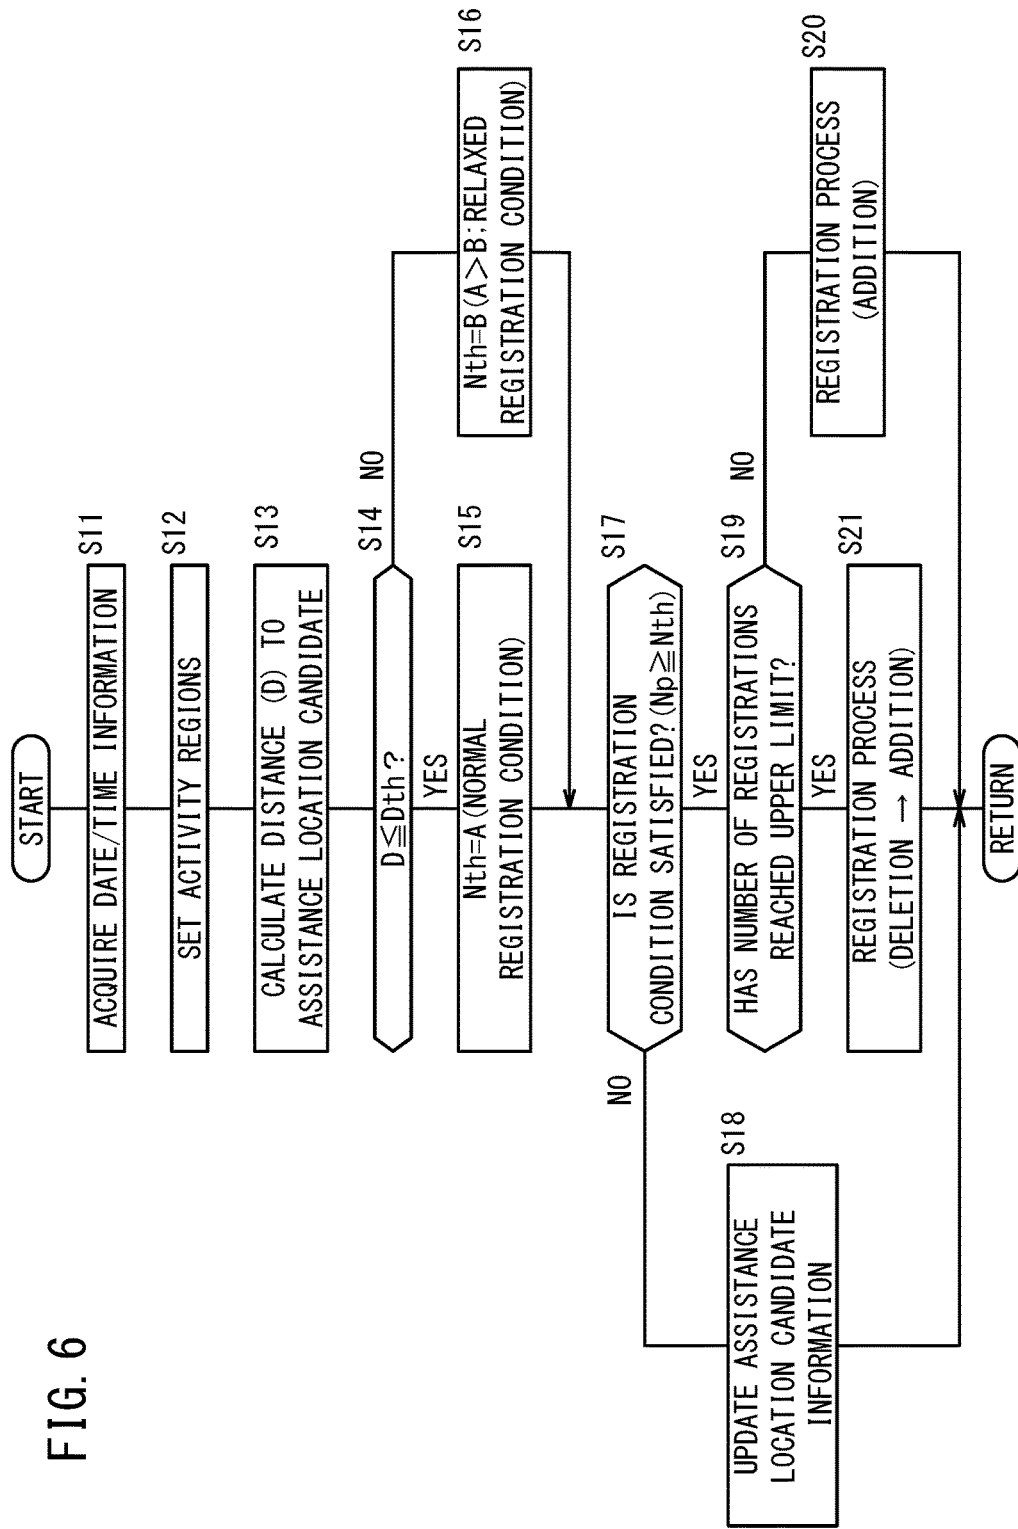 FIG. 6
START
ACQUIRE DATE/TIME INFORMATION
S11
SET ACTIVITY REGIONS
S12
CALCULATE DISTANCE (D) TO
ASSISTANCE LOCATION CANDIDATE
S13
D≦Dth?
S14
NO
YES
Nth=A(NORMAL
REGISTRATION CONDITION)
S15
Nth=B(A>B;RELAXED
REGISTRATION CONDITION)
S16
IS REGISTRATION
CONDITION SATISFIED?(Np≧Nth)
S17
NO
YES
UPDATE ASSISTANCE
LOCATION CANDIDATE
INFORMATION
S18
HAS NUMBER OF REGISTRATIONS
REACHED UPPER LIMIT?
S19
NO
YES
REGISTRATION PROCESS
(ADDITION)
S20
REGISTRATION PROCESS
(DELETION → ADDITION)
S21
RETURN